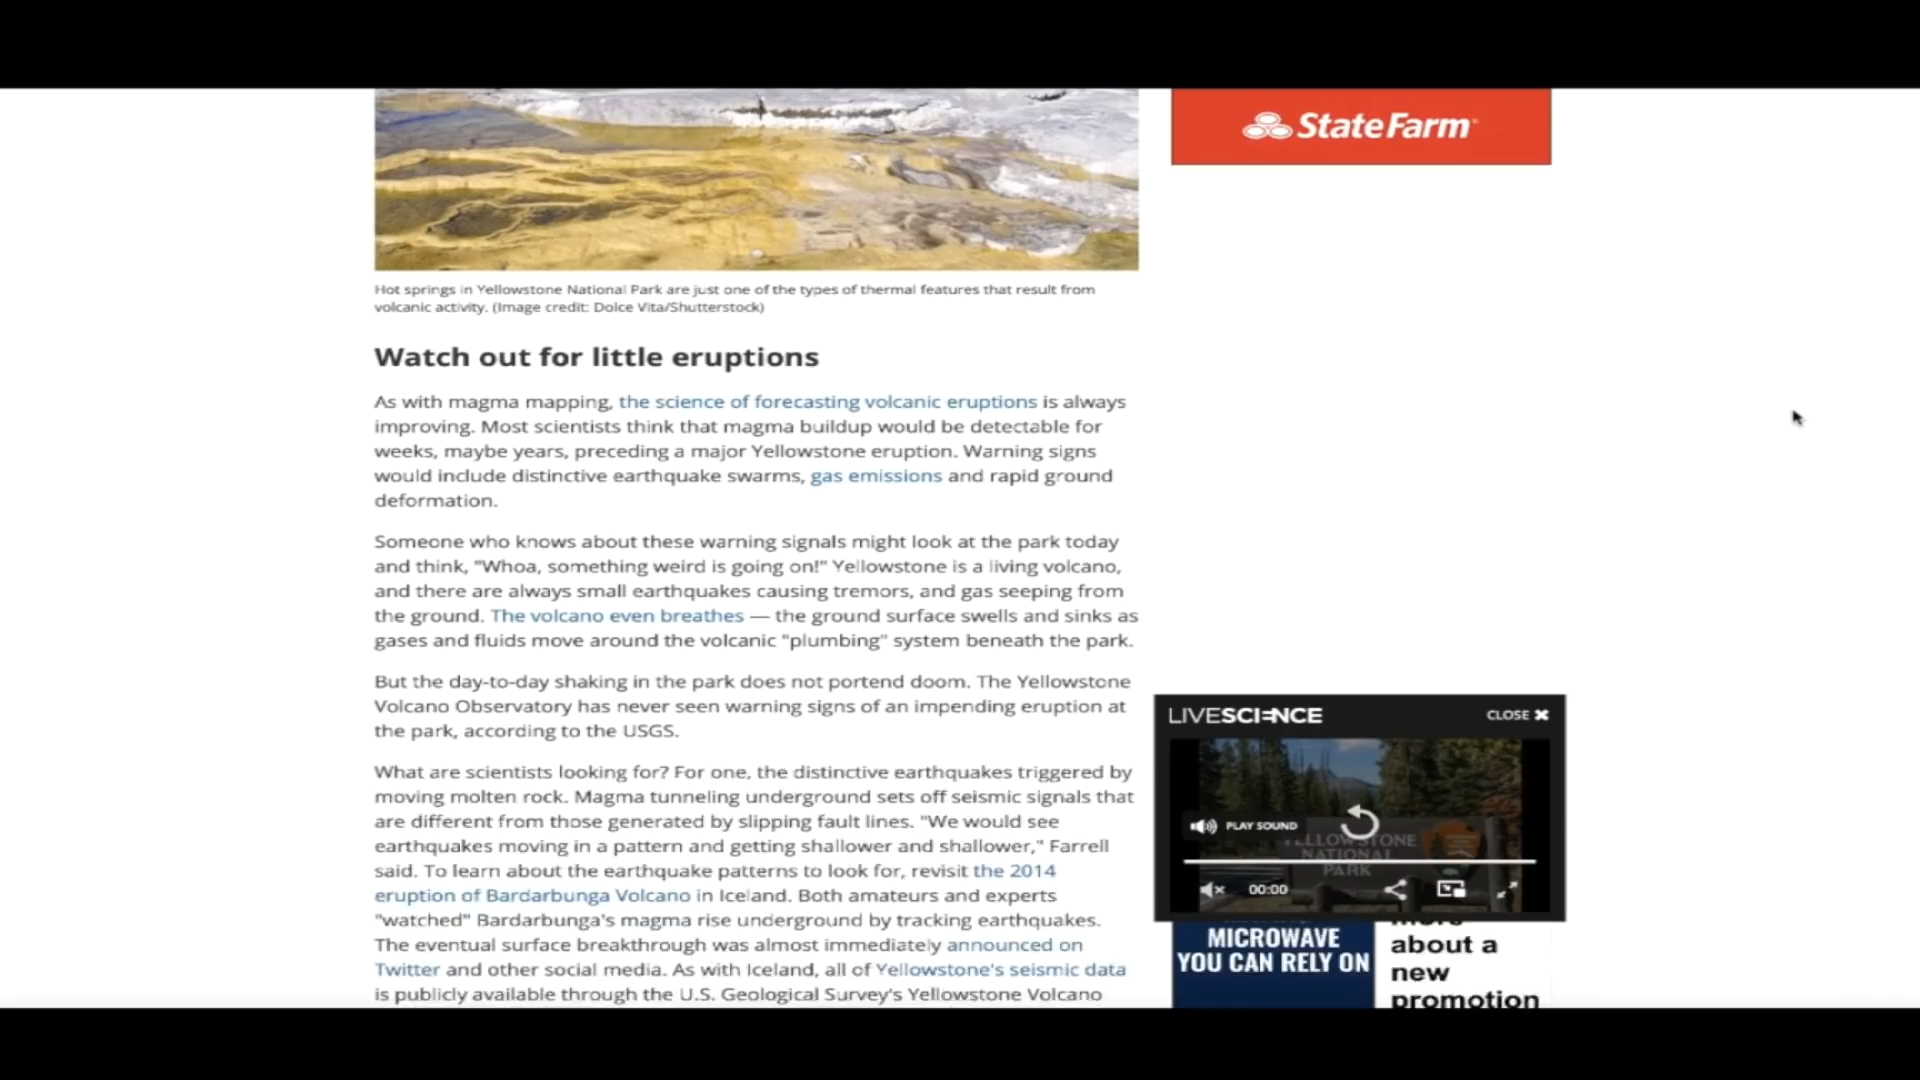 StateFarm
Hot springs in Yellowstone National Park are just one of the types of thermal features that result from
volcanic activity. (Image credit: Dolce Vita/Shutterstock)
Watch out for little eruptions
As with magma mapping, the science of forecasting volcanic eruptions is always
improving. Most scientists think that magma buildup would be detectable for
weeks, maybe years, preceding a major Yellowstone eruption. Warning signs
would include distinctive earthquake swarms, gas emissions and rapid ground
deformation.
Someone who knows about these warning signals might look at the park today
and think, "Whoa, something weird is going on!" Yellowstone is a living volcano,
and there are always small earthquakes causing tremors, and gas seeping from
the ground. The volcano even breathes — the ground surface swells and sinks as
gases and fluids move around the volcanic "plumbing" system beneath the park.
But the day-to-day shaking in the park does not portend doom. The Yellowstone
Volcano Observatory has never seen warning signs of an impending eruption at
the park, according to the USGS.
What are scientists looking for? For one, the distinctive earthquakes triggered by
moving molten rock. Magma tunneling underground sets off seismic signals that
are different from those generated by slipping fault lines. "We would see
earthquakes moving in a pattern and getting shallower and shallower," Farrell
said. To learn about the earthquake patterns to look for, revisit the 2014
eruption of Bardarbunga Volcano in Iceland. Both amateurs and experts
"watched" Bardarbunga's magma rise underground by tracking earthquakes.
The eventual surface breakthrough was almost immediately announced on
Twitter and other social media. As with Iceland, all of Yellowstone's seismic data
is publicly available through the U.S. Geological Survey's Yellowstone Volcano
LIVESCIENCE
CLOSE
PLAY SOUND
YELLOWSTONE
NATIONAL
PARK
00:00
MICROWAVE
YOU CAN RELY ON
more
about a
new
promotion